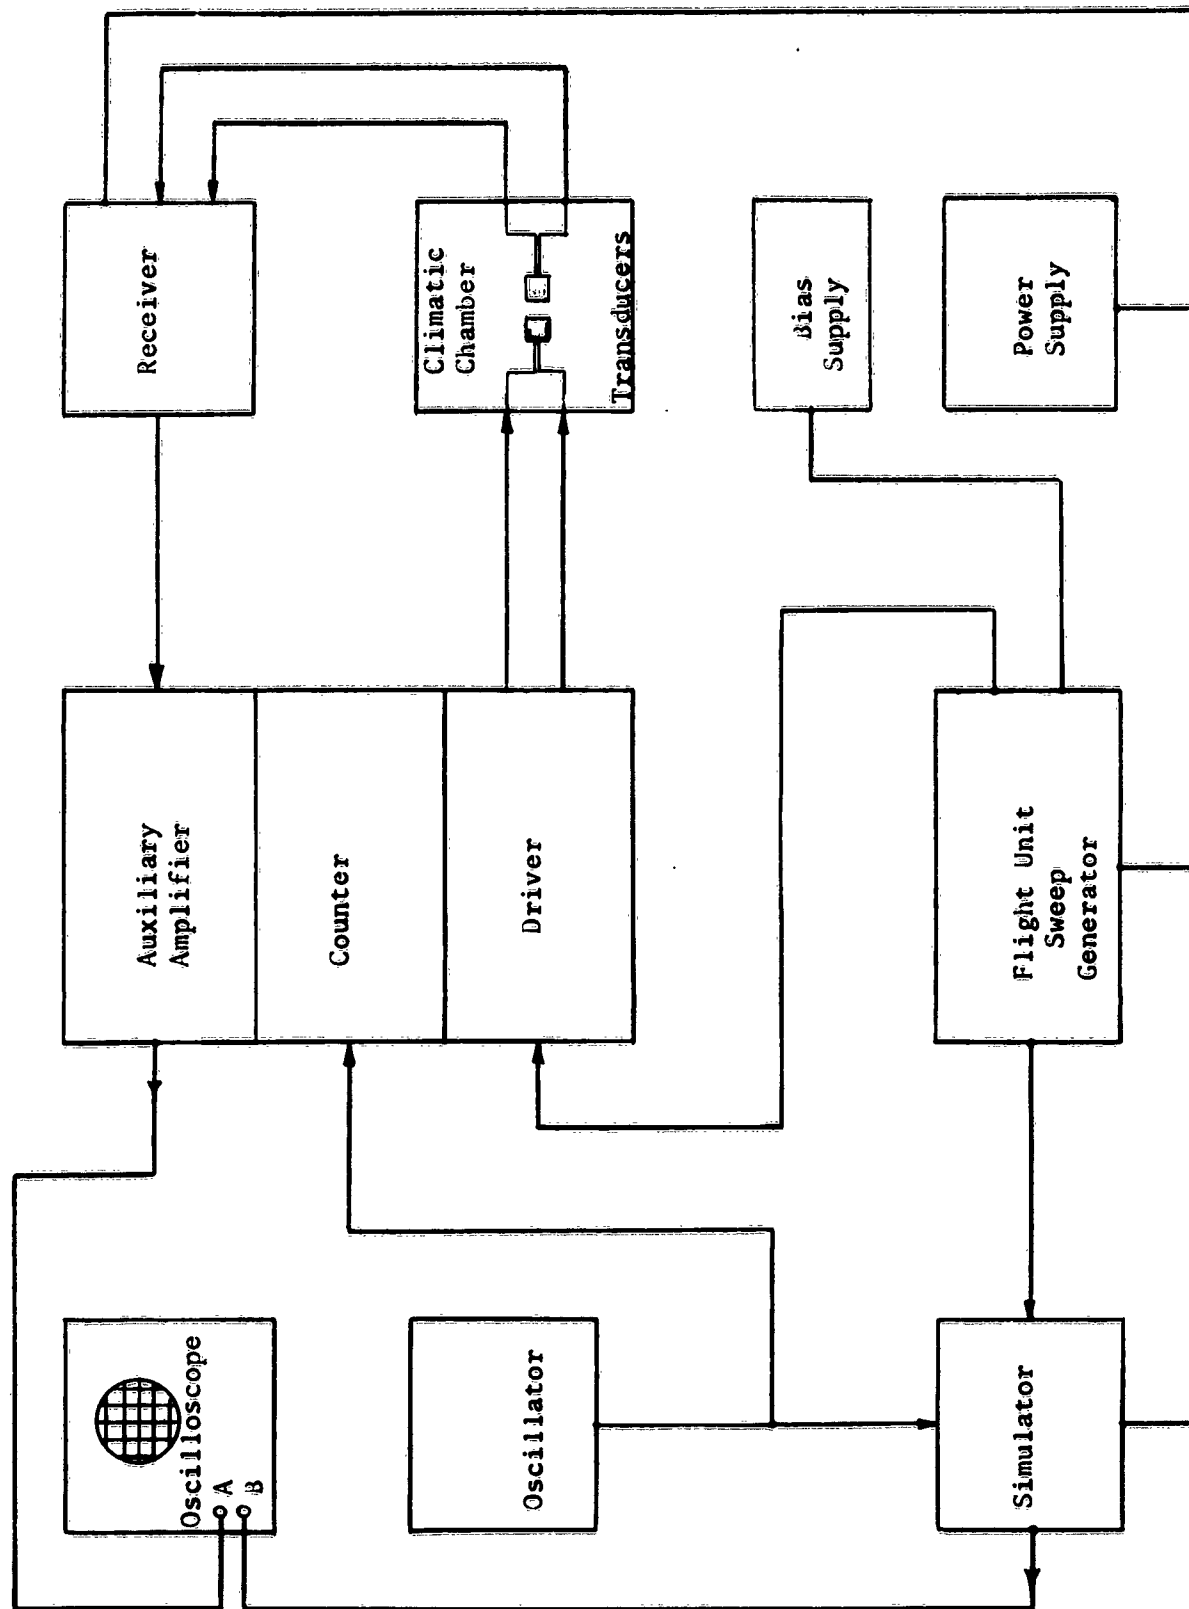 Oscilloscope
A
B
Auxiliary
Amplifier
Receiver
Oscillator
Counter
Driver
Climatic
Chamber
Transducers
Bias
Supply
Simulator
Flight Unit
Sweep
Generator
Power
Supply